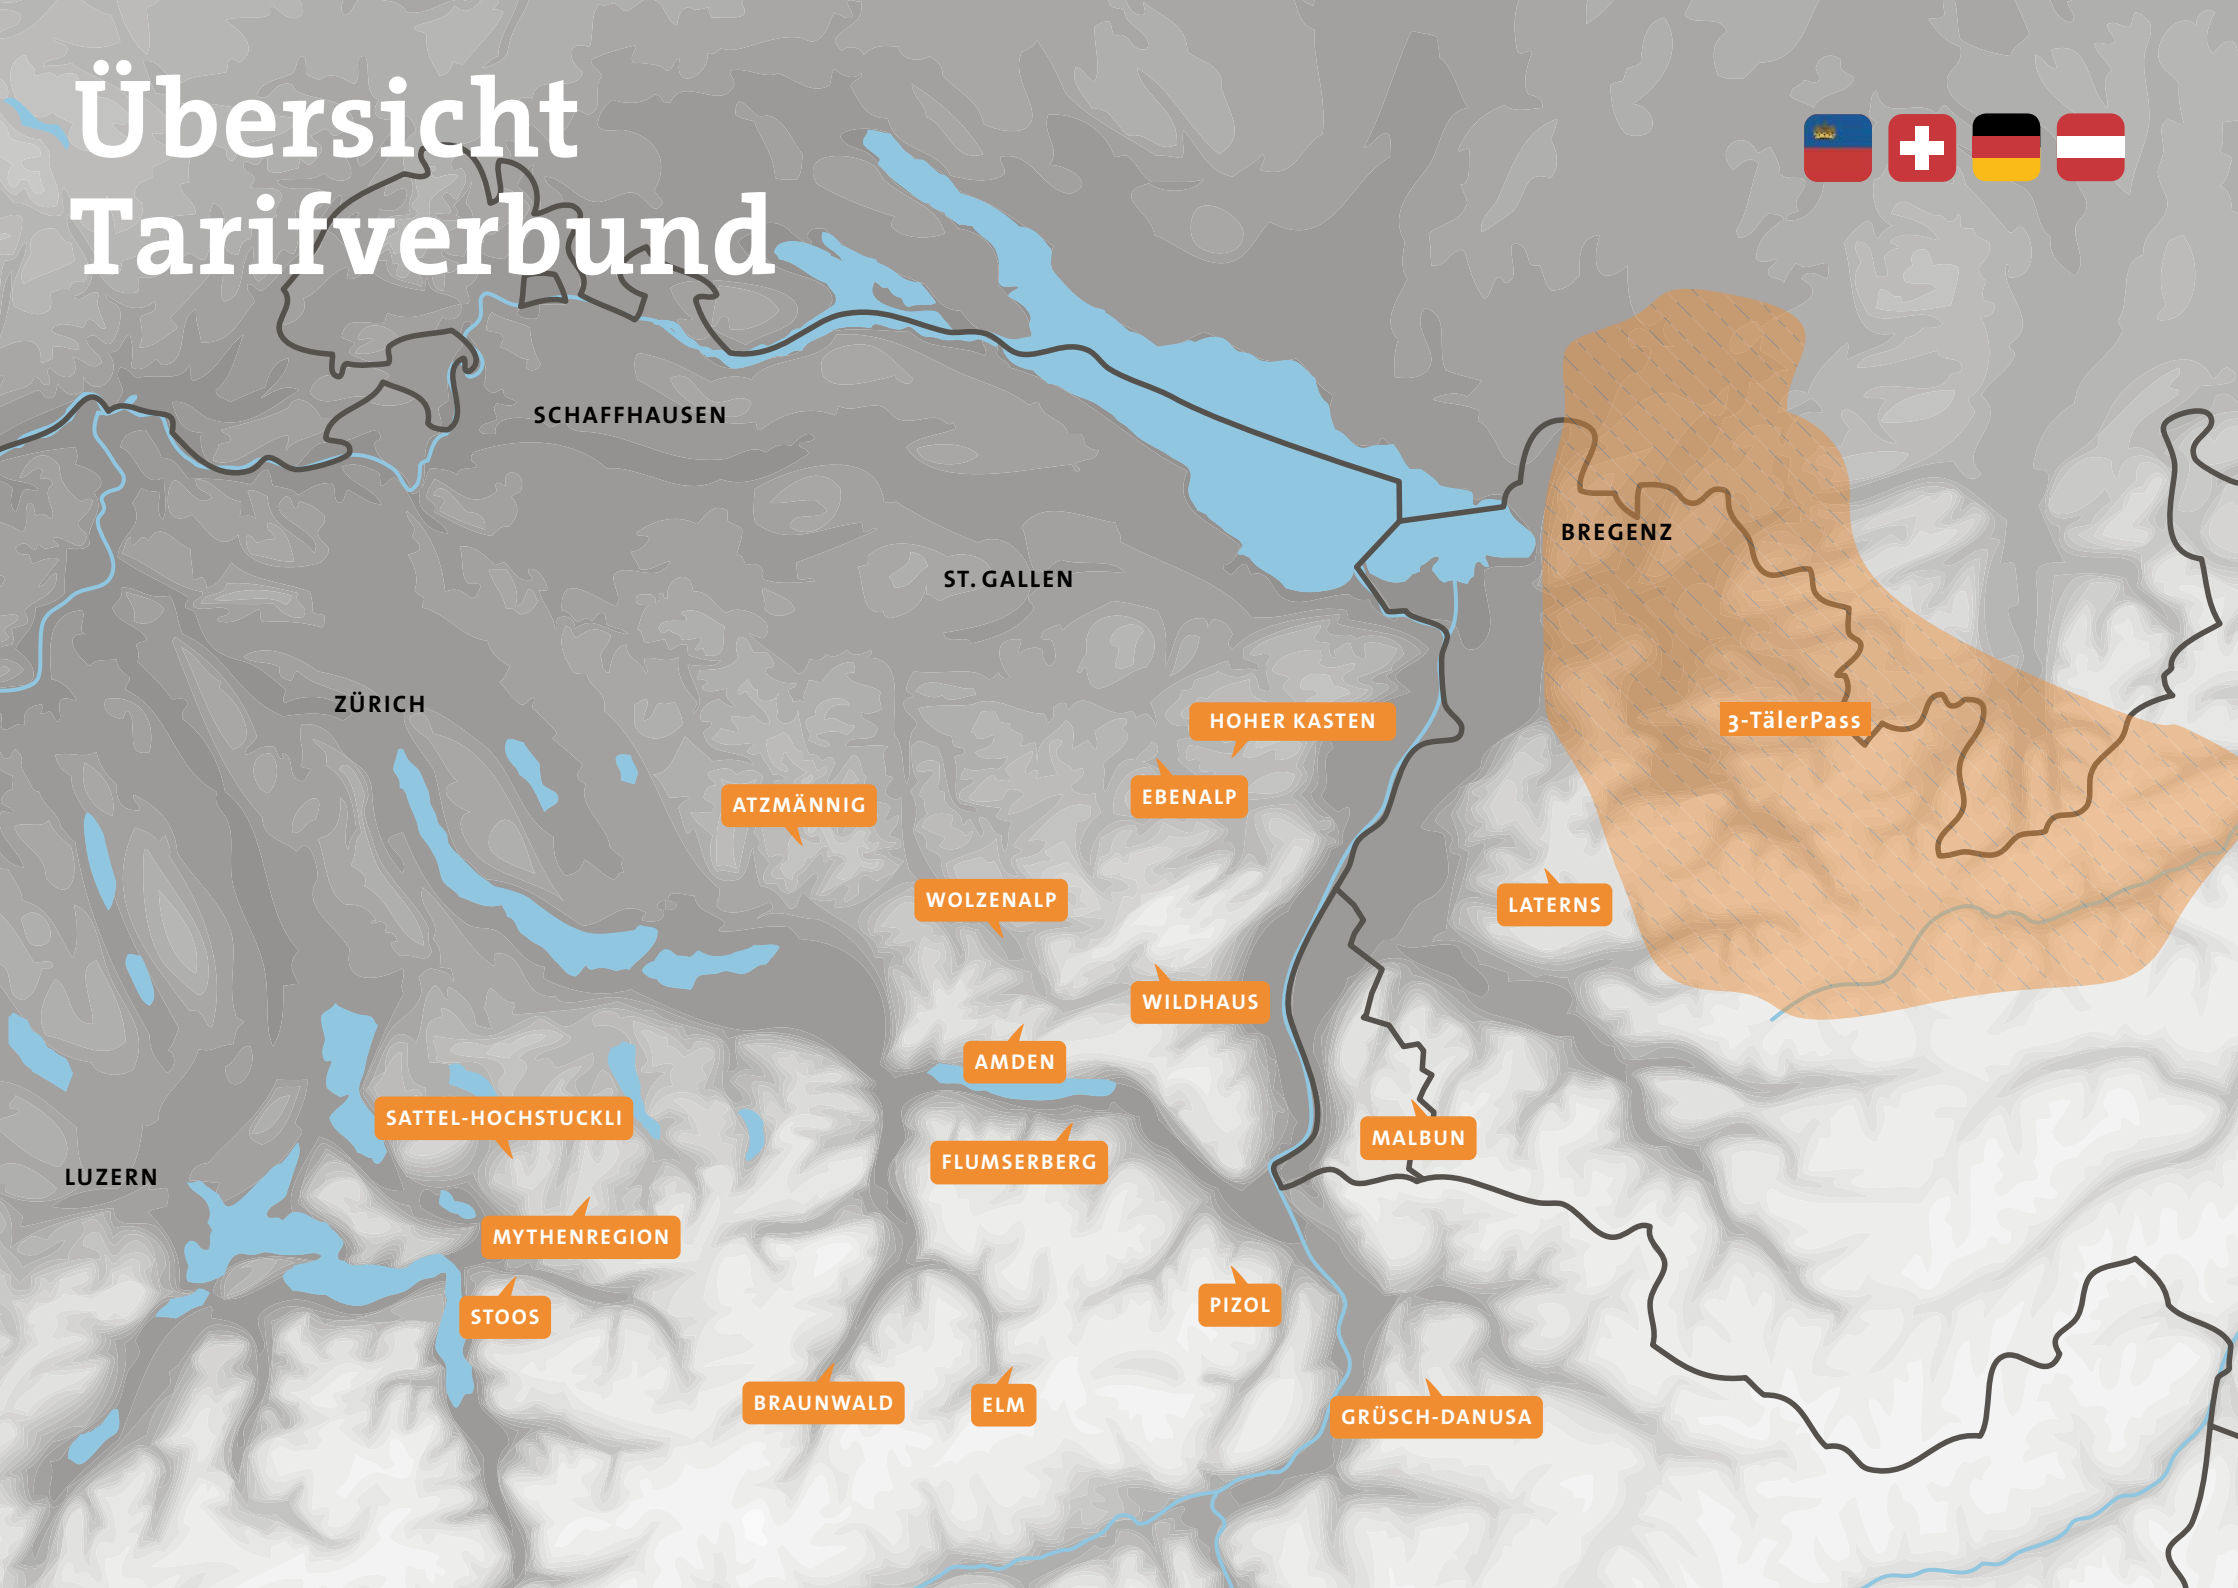 Übersicht
Tarifverbund
SCHAFFHAUSEN
BREGENZ
ST. GALLEN
ZÜRICH
HOHER KASTEN
3-TälerPass
EBENALP
ATZMÄNNIG
WOLZENALP
LATERNS
WILDHAUS
AMDEN
SATTEL-HOCHSTUCKLI
MALBUN
FLUMSERBERG
LUZERN
MYTHENREGION
PIZOL
STOOS
BRAUNWALD
ELM
GRÜSCH-DANUSA